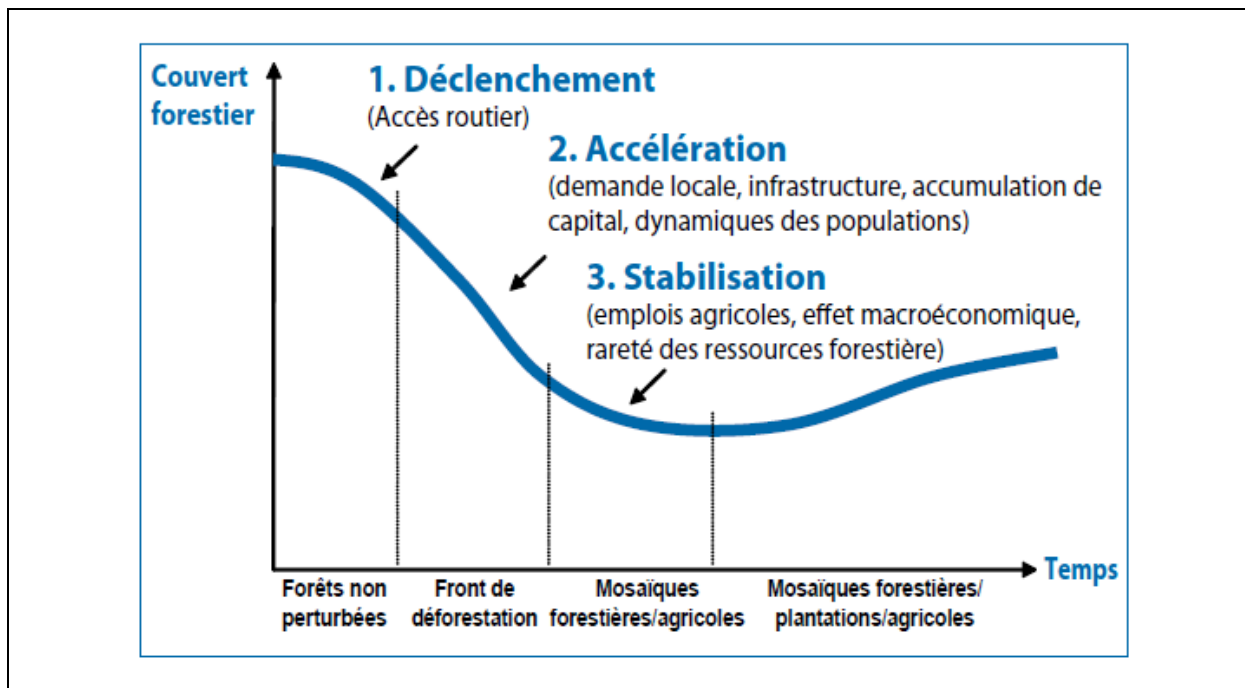 Couvert
forestier
1. Déclenchement
(Accès routier)
2. Accélération
(demande locale, infrastructure, accumulation de
capital, dynamiques des populations)
3. Stabilisation
(emplois agricoles, effet macroéconomique,
rareté des ressources forestière)
Temps
Forêts non
perturbées
Front de
déforestation
Mosaïques
forestières/agricoles
Mosaïques forestières/
plantations/agricoles